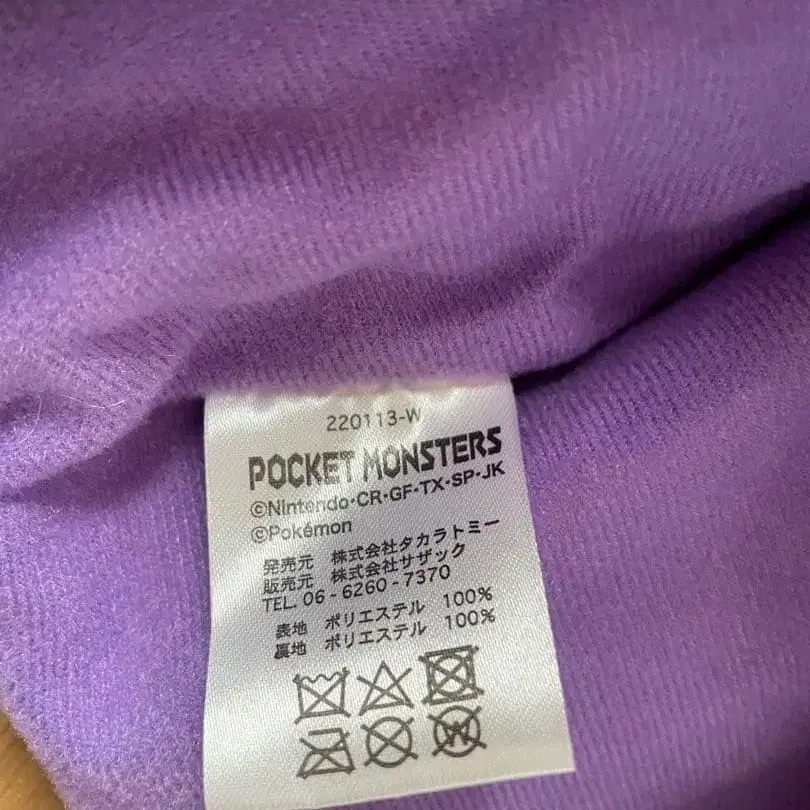 220113-W
POCKET MONSTERS
©Nintendo・CR・GF・TX・SP・JK
©Pokémon
発売元 株式会社タカラトミー
販売元 株式会社サザック
TEL. 06-6260-7370
表地 ポリエステル 100%
裏地 ポリエステル 100%
W